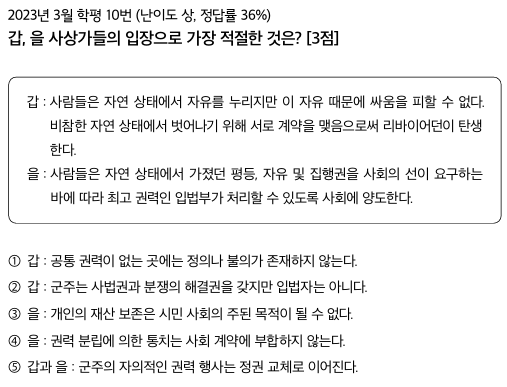 2023년 3월 학평 10번 (난이도 상, 정답률 36%)
갑, 을 사상가들의 입장으로 가장 적절한 것은? [3점]
갑 : 사람들은 자연 상태에서 자유를 누리지만 이 자유 때문에 싸움을 피할 수 없다.
비참한 자연 상태에서 벗어나기 위해 서로 계약을 맺음으로써 리바이어던이 탄생
한다.
을 : 사람들은 자연 상태에서 가졌던 평등, 자유 및 집행권을 사회의 선이 요구하는
바에 따라 최고 권력인 입법부가 처리할 수 있도록 사회에 양도한다.
① 갑 : 공통 권력이 없는 곳에는 정의나 불의가 존재하지 않는다.
② 갑 : 군주는 사법권과 분쟁의 해결권을 갖지만 입법자는 아니다.
③ 을 : 개인의 재산 보존은 시민 사회의 주된 목적이 될 수 없다.
④ 을 : 권력 분립에 의한 통치는 사회 계약에 부합하지 않는다.
⑤ 갑과 을 : 군주의 자의적인 권력 행사는 정권 교체로 이어진다.